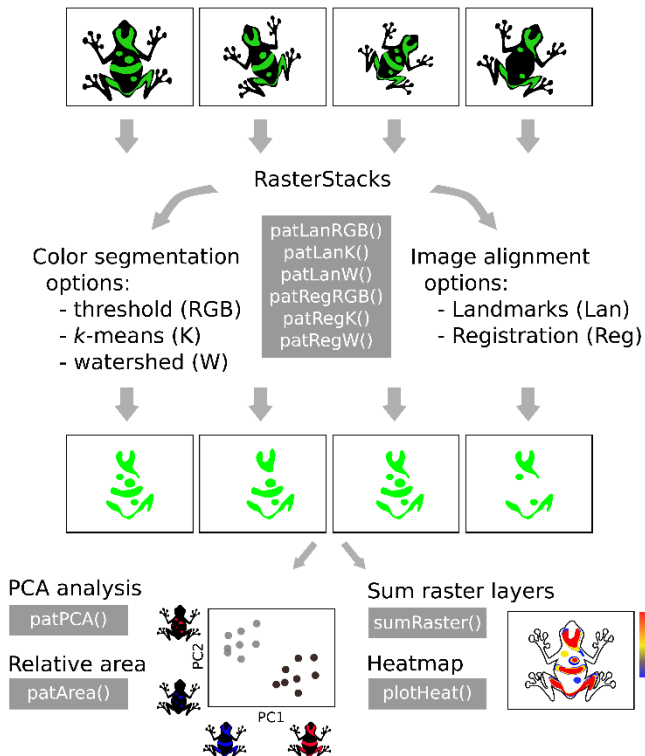 RasterStacks
Color segmentation
options:
- threshold (RGB)
- k-means (K)
- watershed (W)
patLanRGB()
patLanK()
patLanW()
patRegRGB()
patRegK()
patRegW()
Image alignment
options:
- Landmarks (Lan)
- Registration (Reg)
PCA analysis
patPCA()
Relative area
patArea()
PC2
PC1
Sum raster layers
sumRaster()
Heatmap
plotHeat()